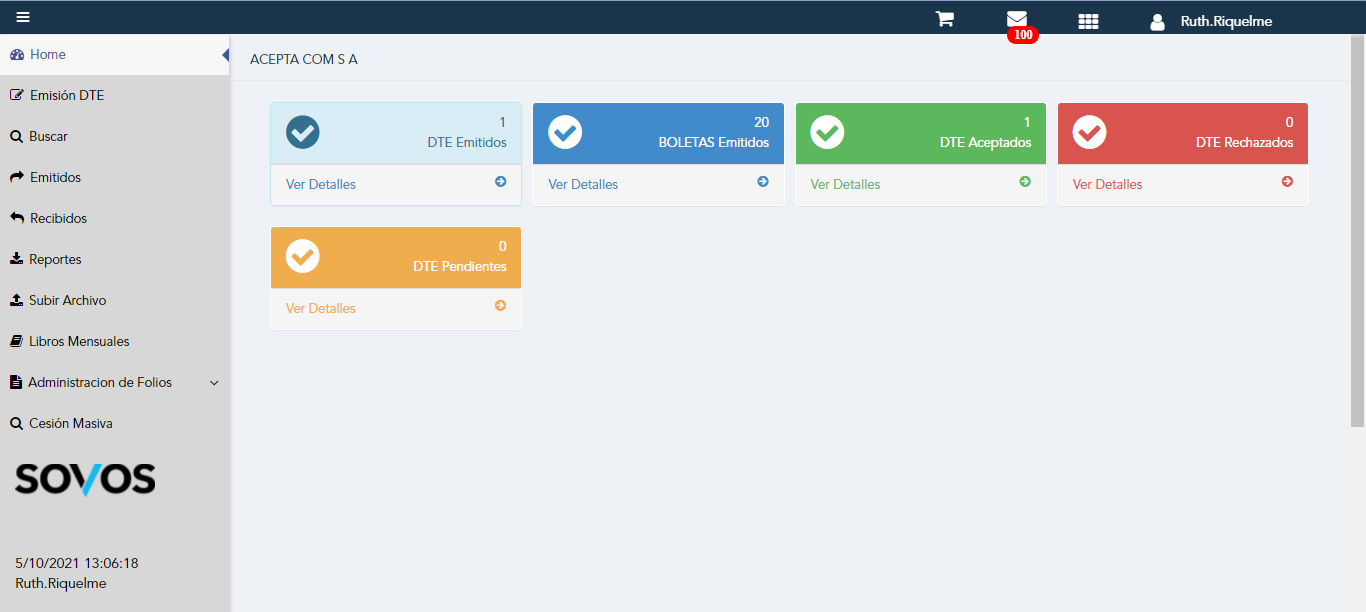 Ruth.Riquelme
100
Home
Emisión DTE
Buscar
Emitidos
Recibidos
Reportes
Subir Archivo
Libros Mensuales
Administracion de Folios
Cesión Masiva
SOVOS
5/10/2021 13:06:18
Ruth.Riquelme
ACEPTA COM S A
1
DTE Emitidos
Ver Detalles
20
BOLETAS Emitidos
Ver Detalles
1
DTE Aceptados
Ver Detalles
0
DTE Rechazados
Ver Detalles
0
DTE Pendientes
Ver Detalles